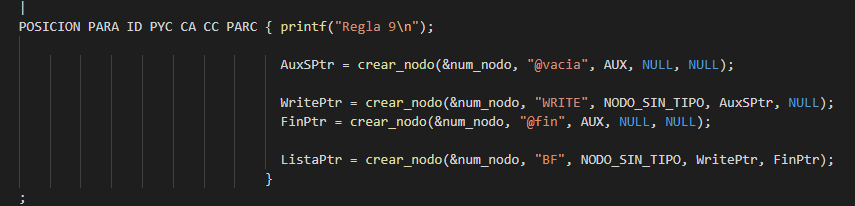 |
POSICION PARA ID PYC CA CC PARC { printf("Regla 9\n");
AuxSPtr = crear_nodo(&num_nodo, "@vacia", AUX, NULL, NULL);
WritePtr = crear_nodo(&num_nodo, "WRITE", NODO_SIN_TIPO, AuxSPtr, NULL);
FinPtr = crear_nodo(&num_nodo, "@fin", AUX, NULL, NULL);
ListaPtr = crear_nodo(&num_nodo, "BF", NODO_SIN_TIPO, WritePtr, FinPtr);
}
;